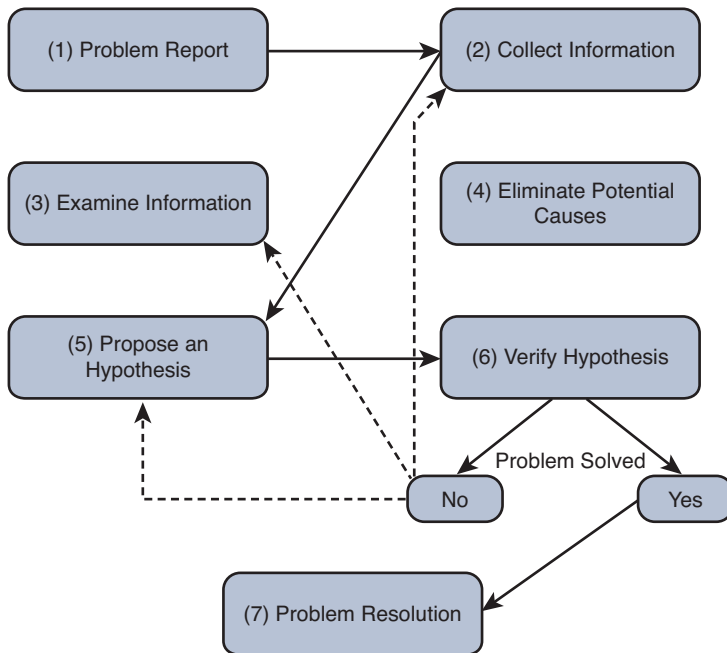 (1) Problem Report
(2) Collect Information
(3) Examine Information
(4) Eliminate Potential
Causes
(5) Propose an
Hypothesis
(6) Verify Hypothesis
Problem Solved
No
Yes
(7) Problem Resolution